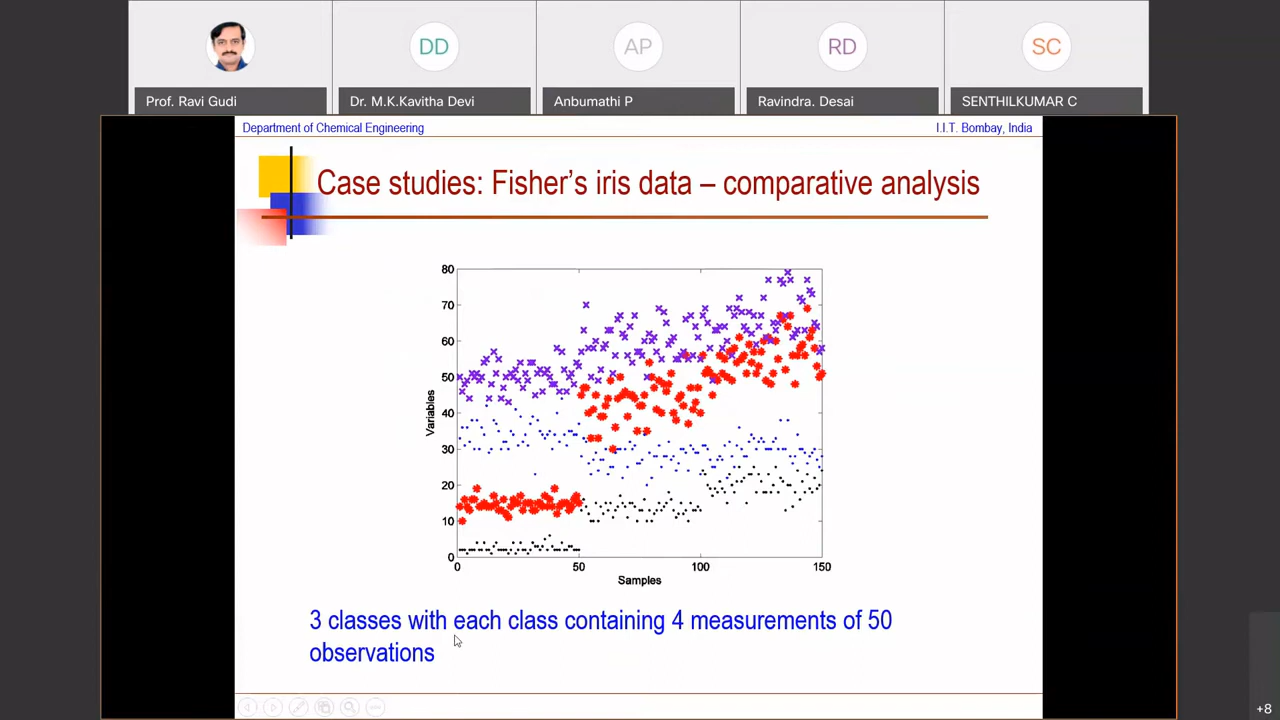 DD
AP
RD
SC
Prof. Ravi Gudi
Dr. M.K.Kavitha Devi
Anbumathi P
Ravindra. Desai
SENTHILKUMAR C
Department of Chemical Engineering
I.I.T. Bombay, India
Case studies: Fisher's iris data – comparative analysis
80
70
60
50
40
30
20
10
0
Variables
0
50
100
150
Samples
3 classes with each class containing 4 measurements of 50
observations
+8